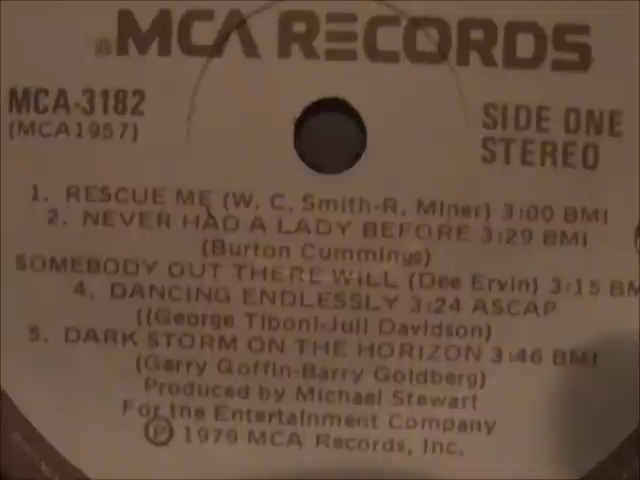 MCA RECORDS
MCA-3182
(MCA1957)
SIDE ONE
STEREO
1. RESCUE ME (W. C. Smith-R. Miner) 3:00 BMI
2. NEVER HAD A LADY BEFORE 3:29 BMI
(Burton Cummings)
SOMEBODY OUT THERE WILL (Dee Ervin) 3:15 BM
4. DANCING ENDLESSLY 3:24 ASCAP
((George Tiboni-Juli Davidson)
5. DARK STORM ON THE HORIZON 3:46 BMI
(Gerry Goffin-Barry Goldberg)
Produced by Michael Stewart
For the Entertainment Company
Ⓟ 1979 MCA Records, Inc.